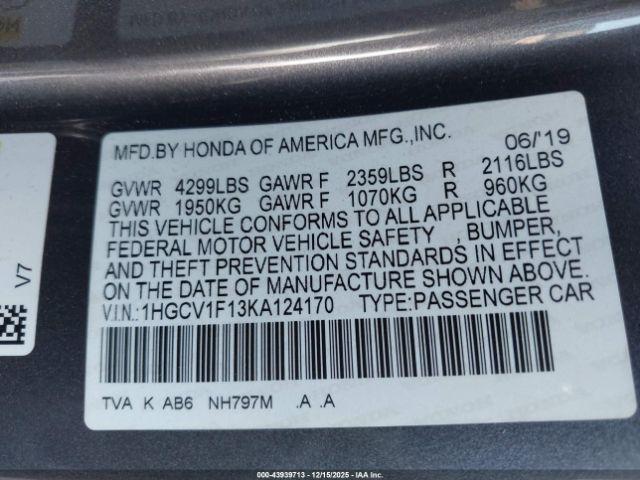 MFD.BY HONDA OF AMERICA MFG.,INC. 06/'19
GVWR 4299LBS GAWR F 2359LBS R 2116LBS
GVWR 1950KG GAWR F 1070KG R 960KG
THIS VEHICLE CONFORMS TO ALL APPLICABLE
FEDERAL MOTOR VEHICLE SAFETY , BUMPER,
AND THEFT PREVENTION STANDARDS IN EFFECT
ON THE DATE OF MANUFACTURE SHOWN ABOVE.
V.I.N.:1HGCV1F13KA124170 TYPE:PASSENGER CAR
TVA K AB6 NH797M .A .A
V7
000-43939713 | 12/15/2025 | IAA Inc.